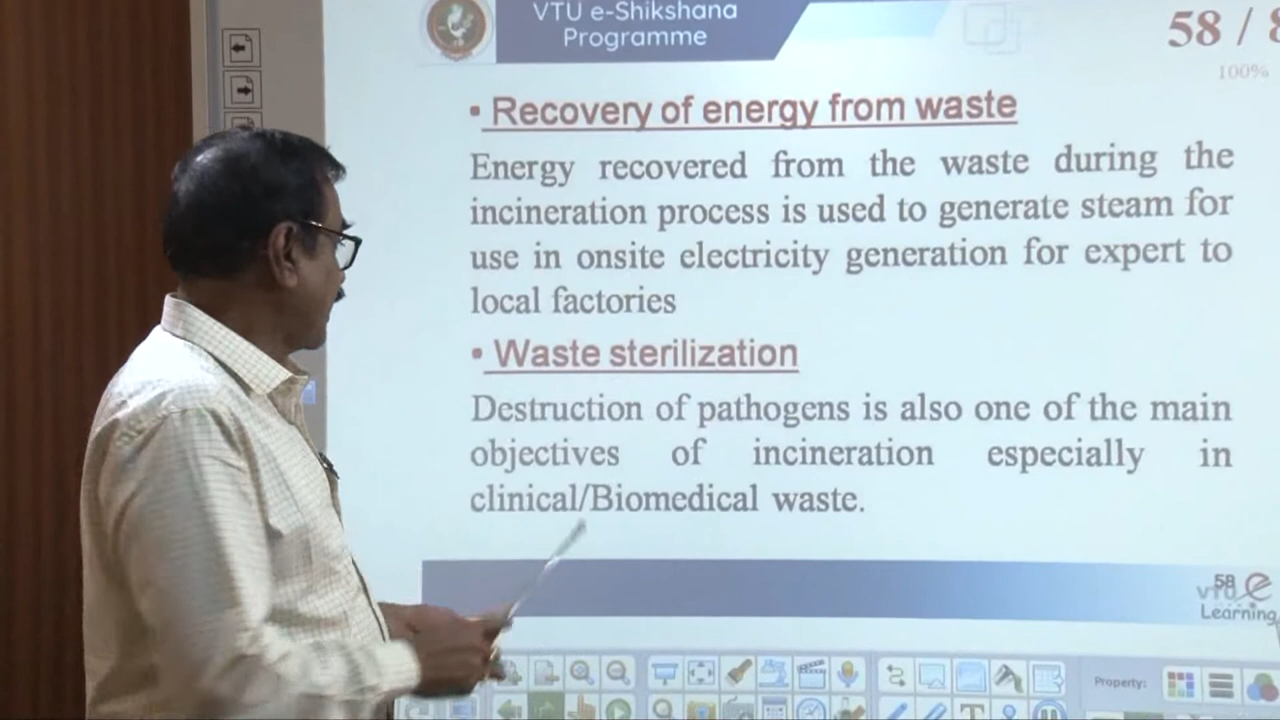 VTU e-Shikshana
Programme
58 / 8
100%
• Recovery of energy from waste
Energy recovered from the waste during the
incineration process is used to generate steam for
use in onsite electricity generation for expert to
local factories
• Waste sterilization
Destruction of pathogens is also one of the main
objectives of incineration especially in
clinical/Biomedical waste.
58
VTU e
Learning
Property: